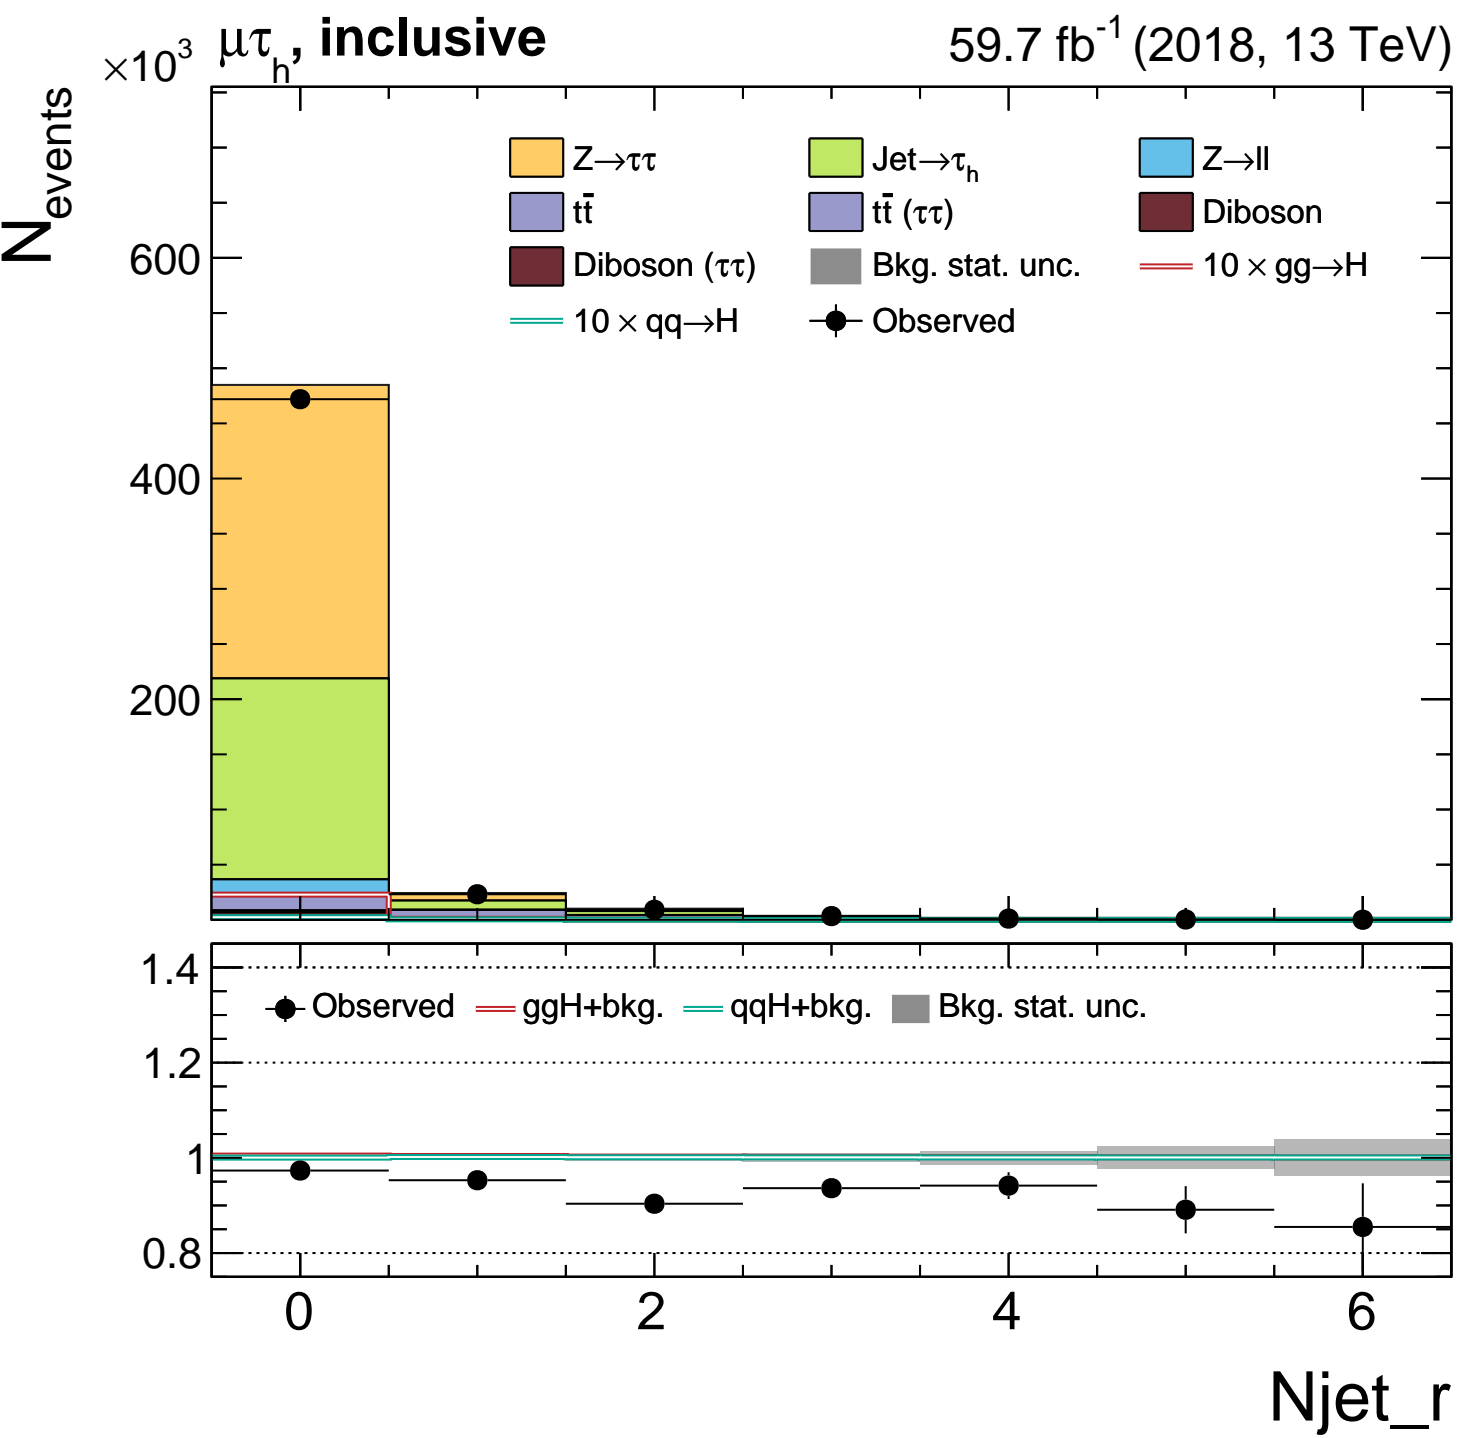 ×10³ μτₕ, inclusive 59.7 fb⁻¹ (2018, 13 TeV)
N_events
Z→ττ Jet→τₕ Z→ll
tt̄ tt̄ (ττ) Diboson
Diboson (ττ) Bkg. stat. unc. 10 × gg→H
10 × qq→H Observed
600
400
200
1.4
Observed ggH+bkg. qqH+bkg. Bkg. stat. unc.
1.2
1
0.8
0 2 4 6
Njet_r